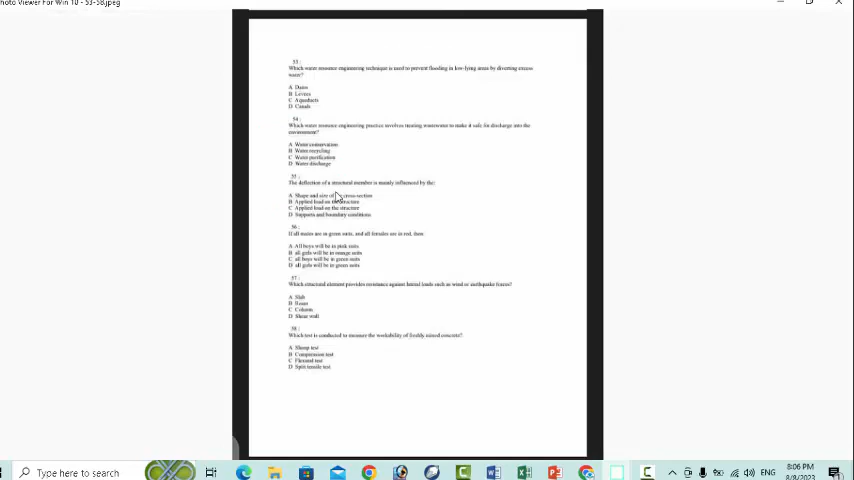 hoto Viewer For Win 10 - 53-58.jpeg
53 :
Which water resource engineering technique is used to prevent flooding in low-lying areas by diverting excess
water?
A Dams
B Levees
C Aqueducts
D Canals
54 :
Which water resource engineering practice involves treating wastewater to make it safe for discharge into the
environment?
A Water conservation
B Water recycling
C Water purification
D Water discharge
55 :
The deflection of a structural member is mainly influenced by the:
A Shape and size of cross-section
B Applied load on the structure
C Applied load on the structure
D Supports and boundary conditions
56 :
If all males are in green suits, and all females are in red, then:
A All boys will be in pink suits
B all girls will be in orange suits
C all boys will be in green suits
D all girls will be in green suits
57 :
Which structural element provides resistance against lateral loads such as wind or earthquake forces?
A Slab
B Beam
C Column
D Shear wall
58 :
Which test is conducted to measure the workability of freshly mixed concrete?
A Slump test
B Compression test
C Flexural test
D Split tensile test
Type here to search
ENG
8:06 PM
8/8/2023